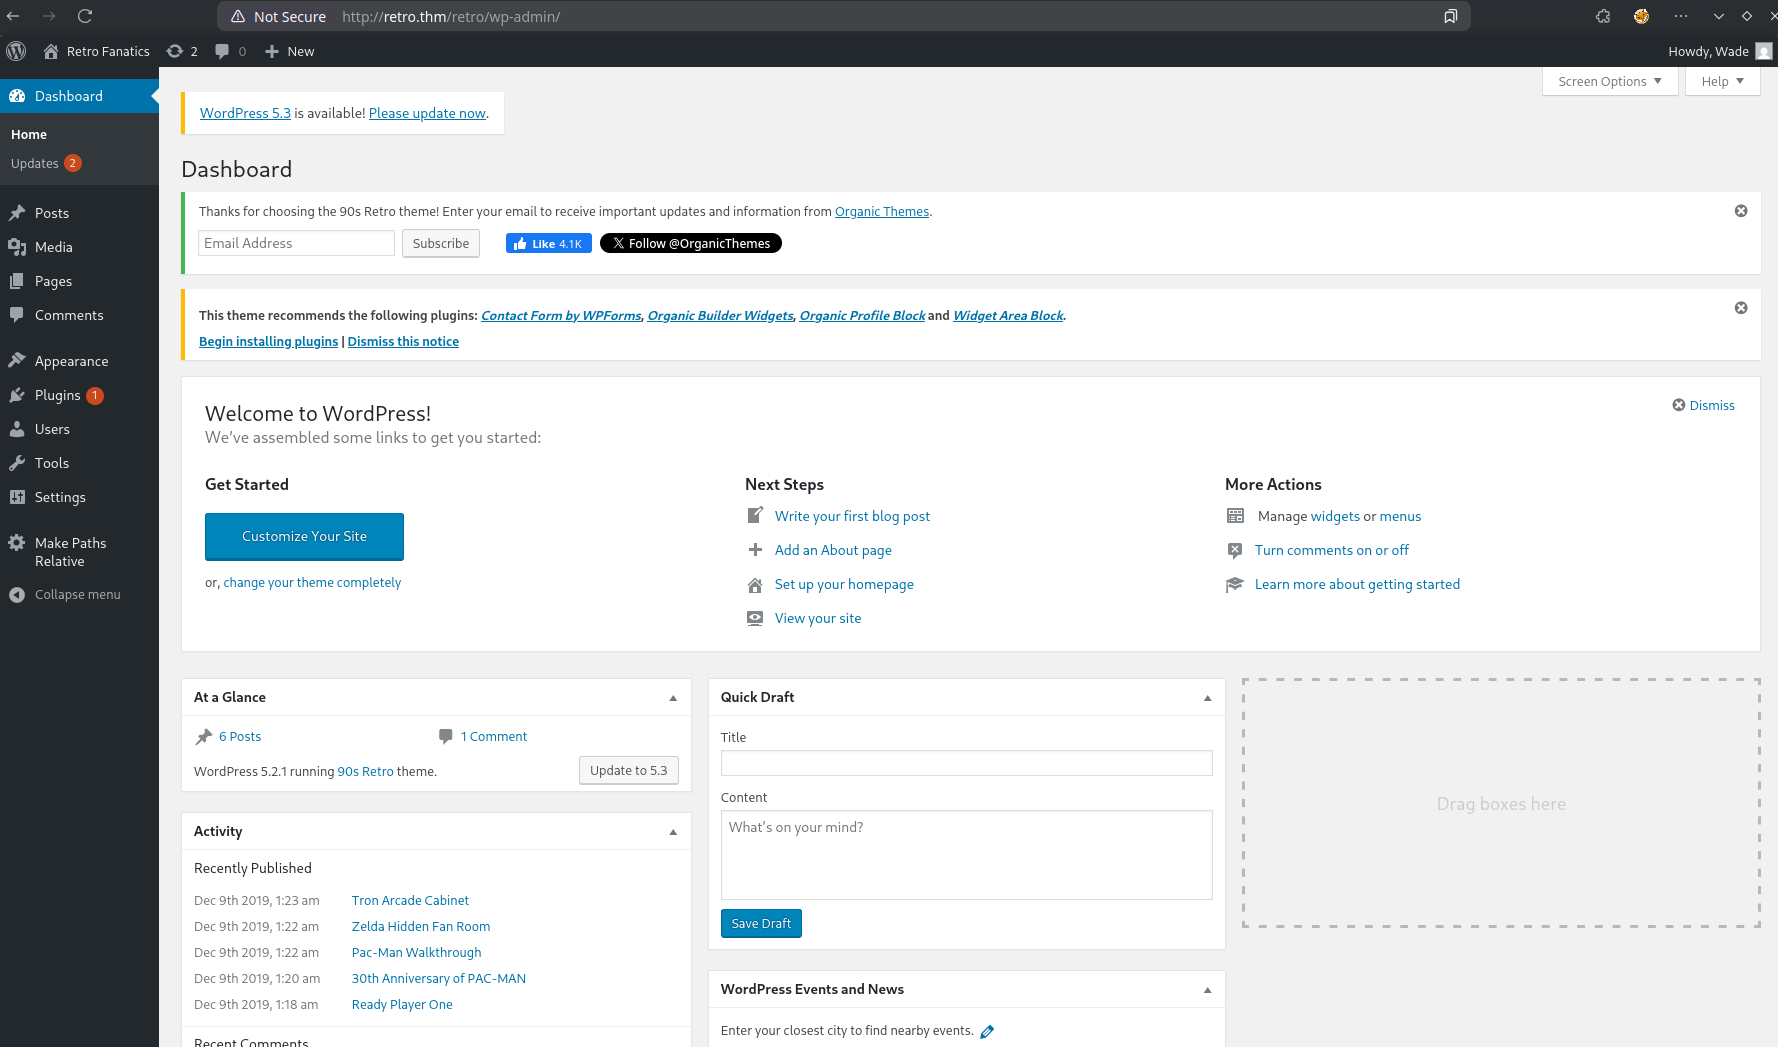 Not Secure http://retro.thm/retro/wp-admin/
Retro Fanatics 2 0 New Howdy, Wade
Screen Options Help
Dashboard
Home
Updates 2
Posts
Media
Pages
Comments
Appearance
Plugins 1
Users
Tools
Settings
Make Paths
Relative
Collapse menu
WordPress 5.3 is available! Please update now.
Dashboard
Thanks for choosing the 90s Retro theme! Enter your email to receive important updates and information from Organic Themes.
Email Address Subscribe Like 4.1K Follow @OrganicThemes
This theme recommends the following plugins: Contact Form by WPForms, Organic Builder Widgets, Organic Profile Block and Widget Area Block.
Begin installing plugins | Dismiss this notice
Welcome to WordPress!
Dismiss
We've assembled some links to get you started:
Get Started
Customize Your Site
or, change your theme completely
Next Steps
Write your first blog post
Add an About page
Set up your homepage
View your site
More Actions
Manage widgets or menus
Turn comments on or off
Learn more about getting started
At a Glance
6 Posts 1 Comment
WordPress 5.2.1 running 90s Retro theme. Update to 5.3
Activity
Recently Published
Dec 9th 2019, 1:23 am Tron Arcade Cabinet
Dec 9th 2019, 1:22 am Zelda Hidden Fan Room
Dec 9th 2019, 1:22 am Pac-Man Walkthrough
Dec 9th 2019, 1:20 am 30th Anniversary of PAC-MAN
Dec 9th 2019, 1:18 am Ready Player One
Recent Comments
Quick Draft
Title
Content
What's on your mind?
Save Draft
WordPress Events and News
Enter your closest city to find nearby events.
Drag boxes here